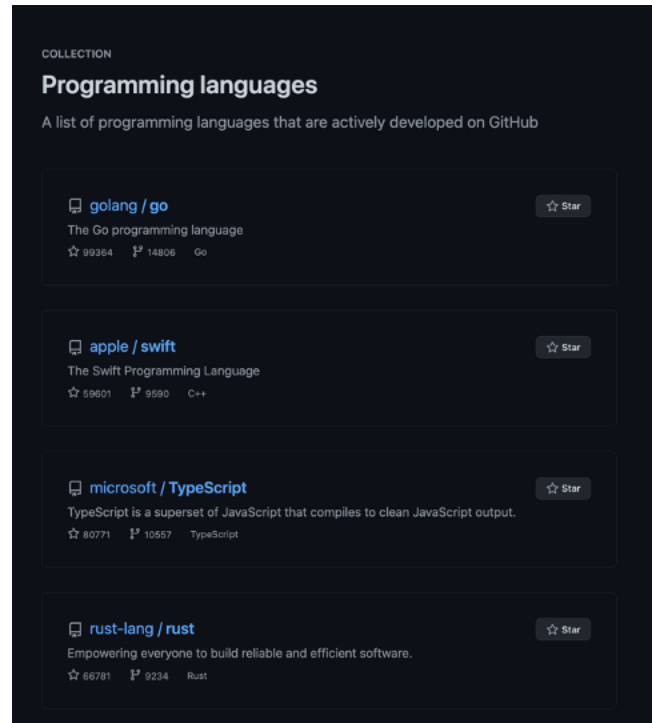 COLLECTION
Programming languages
A list of programming languages that are actively developed on GitHub
golang / go
Star
The Go programming language
99364 14806 Go
apple / swift
Star
The Swift Programming Language
59601 9590 C++
microsoft / TypeScript
Star
TypeScript is a superset of JavaScript that compiles to clean JavaScript output.
80771 10557 TypeScript
rust-lang / rust
Star
Empowering everyone to build reliable and efficient software.
66781 9234 Rust